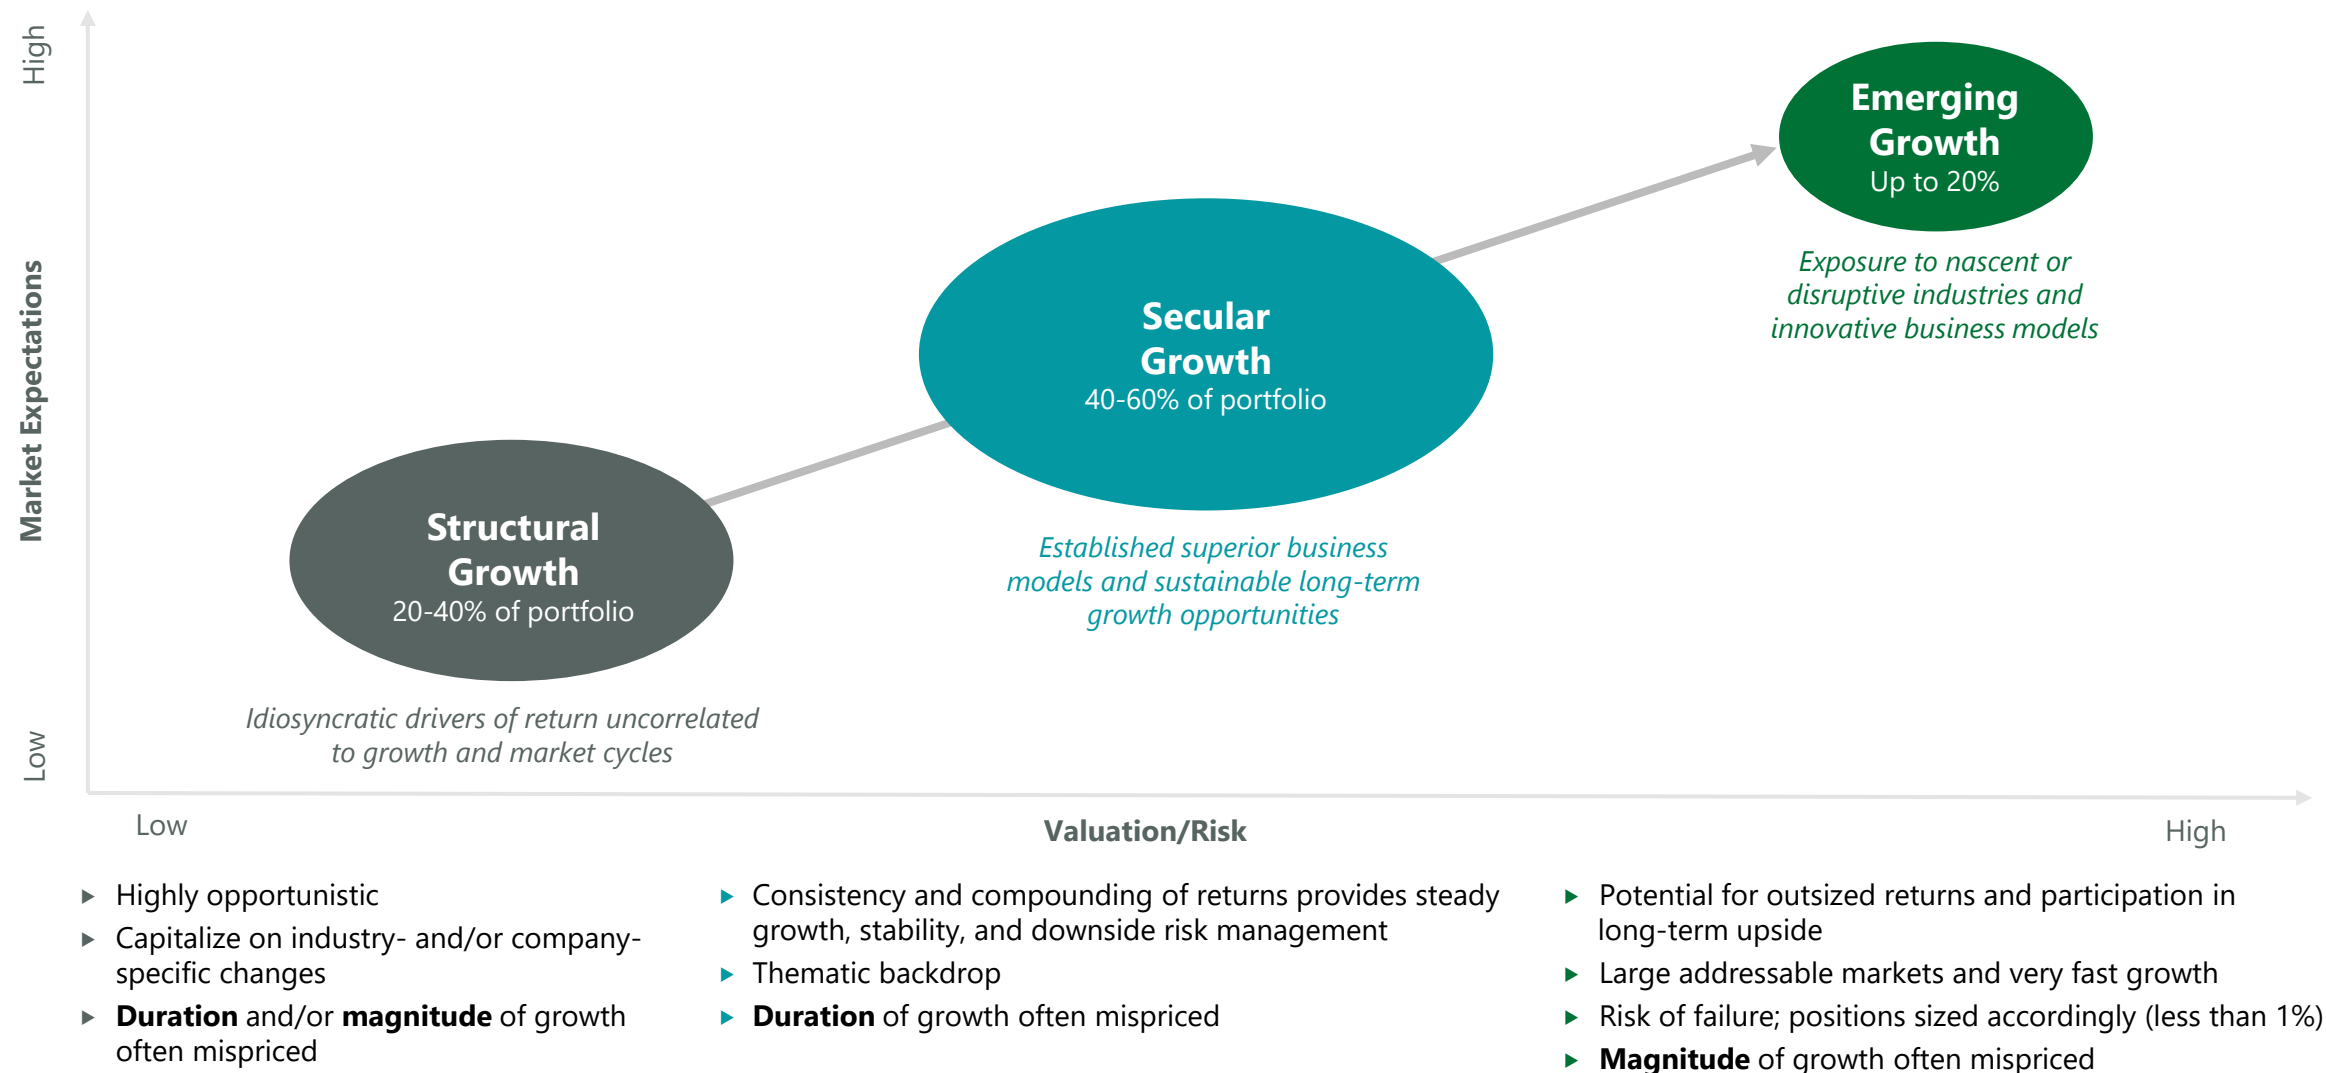 High
Market Expectations
Low
Emerging
Growth
Up to 20%
Exposure to nascent or
disruptive industries and
innovative business models
Secular
Growth
40-60% of portfolio
Established superior business
models and sustainable long-term
growth opportunities
Structural
Growth
20-40% of portfolio
Idiosyncratic drivers of return uncorrelated
to growth and market cycles
Low
Valuation/Risk
High
Highly opportunistic
Capitalize on industry- and/or company-
specific changes
Duration and/or magnitude of growth
often mispriced
Consistency and compounding of returns provides steady
growth, stability, and downside risk management
Thematic backdrop
Duration of growth often mispriced
Potential for outsized returns and participation in
long-term upside
Large addressable markets and very fast growth
Risk of failure; positions sized accordingly (less than 1%)
Magnitude of growth often mispriced